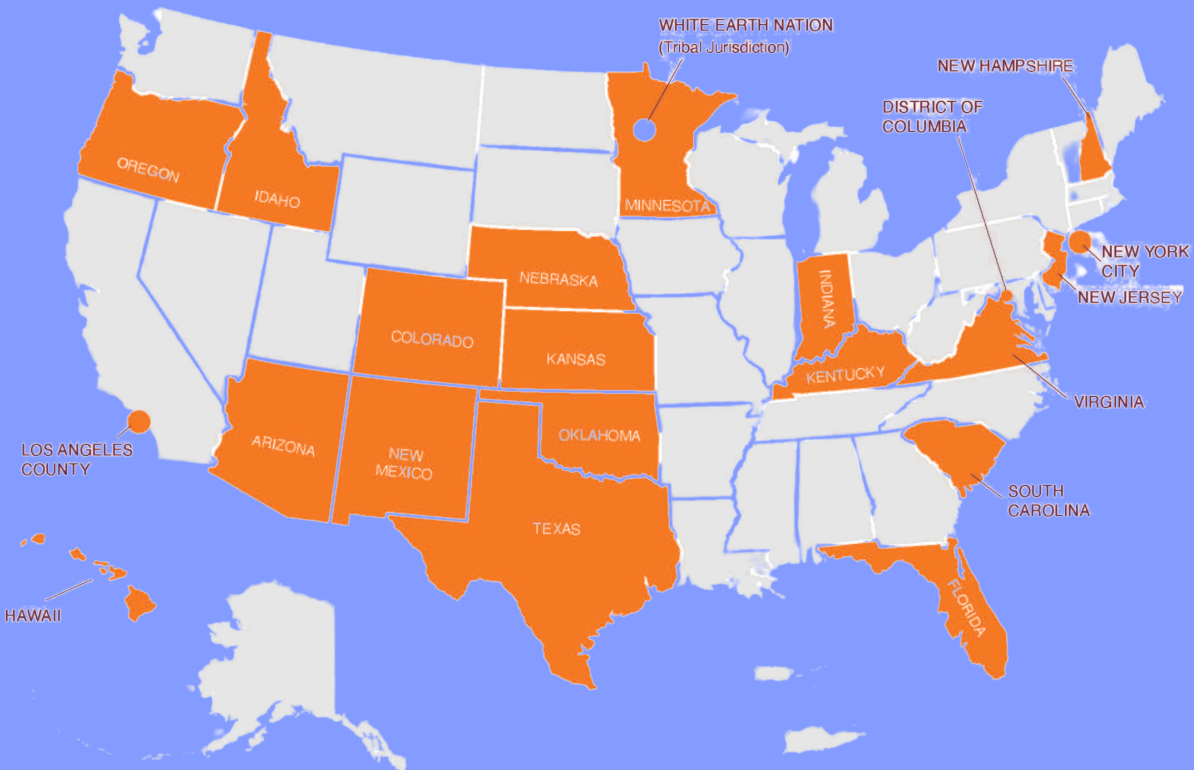 WHITE EARTH NATION
(Tribal Jurisdiction)
NEW HAMPSHIRE
DISTRICT OF
COLUMBIA
OREGON
IDAHO
MINNESOTA
NEW YORK
CITY
NEBRASKA
INDIANA
NEW JERSEY
COLORADO
KANSAS
KENTUCKY
VIRGINIA
LOS ANGELES
COUNTY
ARIZONA
NEW
MEXICO
OKLAHOMA
SOUTH
CAROLINA
TEXAS
HAWAII
FLORIDA